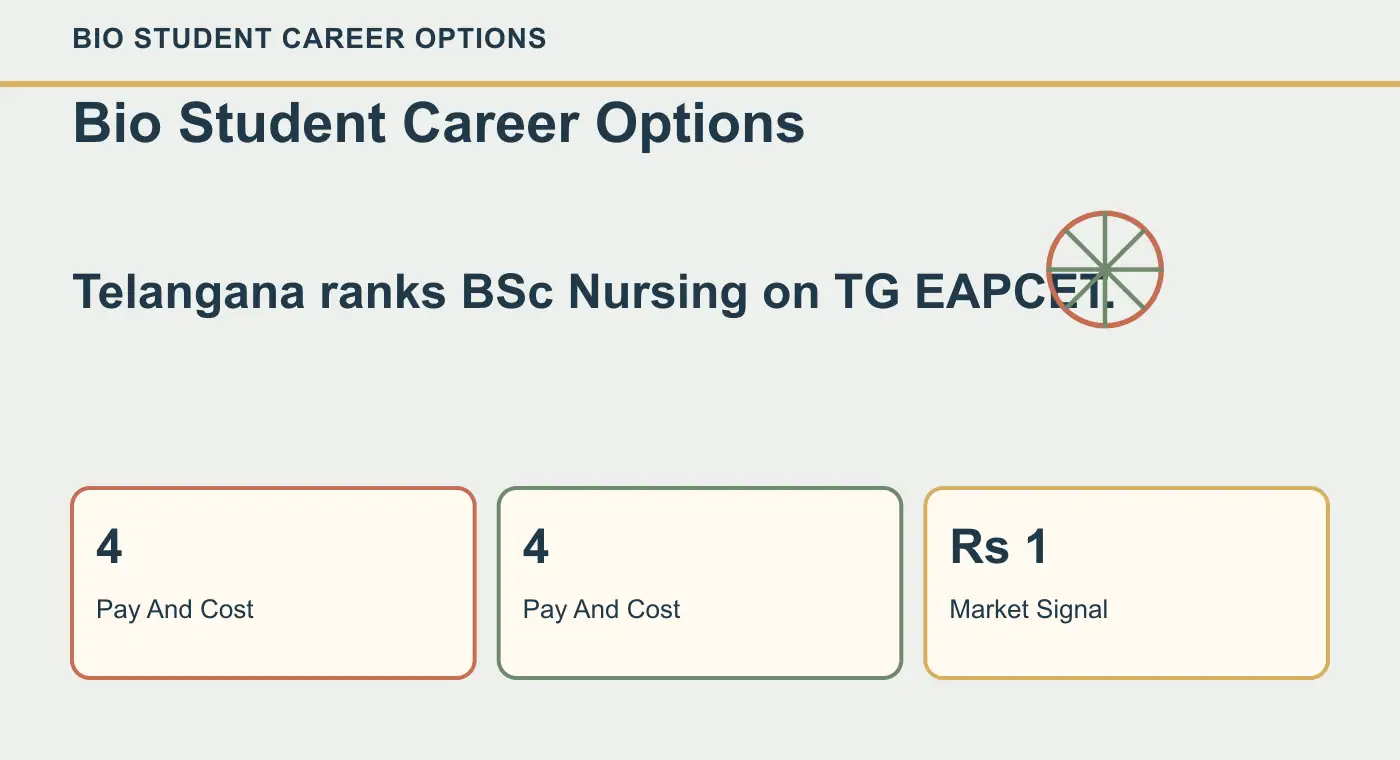 BIO STUDENT CAREER OPTIONS
Bio Student Career Options
Telangana ranks BSc Nursing on TG EAPCET.
4
Pay And Cost
4
Pay And Cost
Rs 1
Market Signal